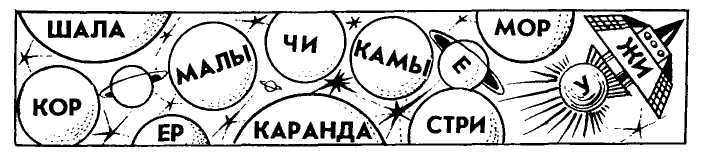 ШАЛА
КОР
ЕР
МАЛЫ
ЧИ
КАРАНДА
КАМЫ
Е
СТРИ
МОР
У
ЖИ